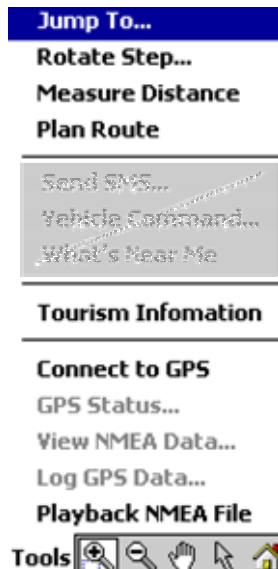 Jump To...
Rotate Step...
Measure Distance
Plan Route
Send SMS...
Vehicle Command...
What's Near Me
Tourism Infomation
Connect to GPS
GPS Status...
View NMEA Data...
Log GPS Data...
Playback NMEA File
Tools